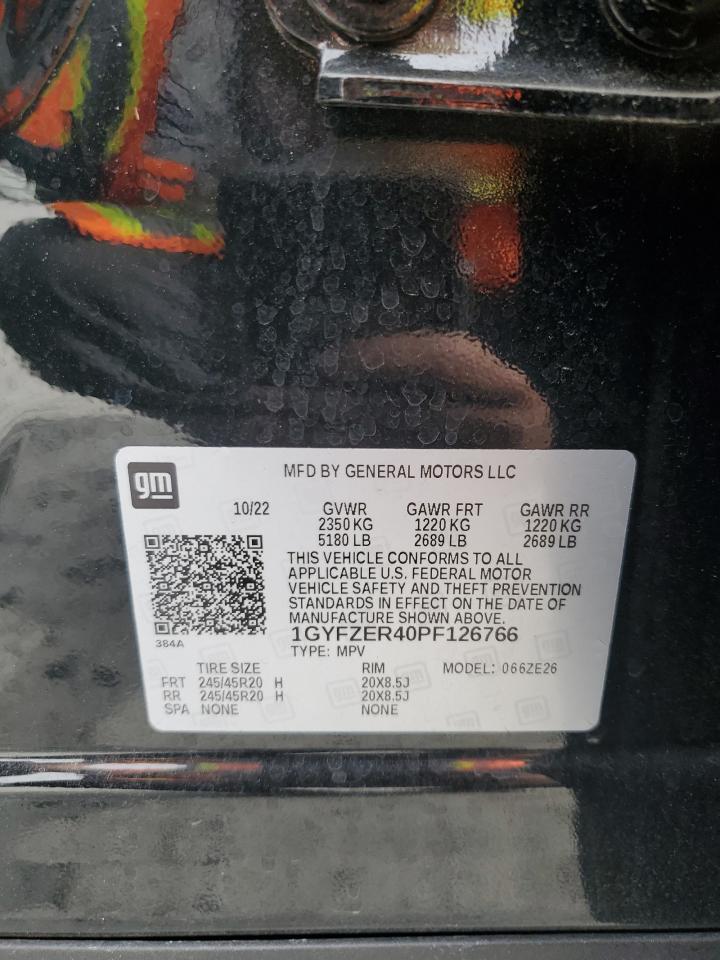 gm
MFD BY GENERAL MOTORS LLC
10/22 GVWR GAWR FRT GAWR RR
2350 KG 1220 KG 1220 KG
5180 LB 2689 LB 2689 LB
THIS VEHICLE CONFORMS TO ALL
APPLICABLE U.S. FEDERAL MOTOR
VEHICLE SAFETY AND THEFT PREVENTION
STANDARDS IN EFFECT ON THE DATE OF
MANUFACTURE SHOWN ABOVE.
1GYFZER40PF126766
384A
TYPE: MPV
TIRE SIZE RIM MODEL: 066ZE26
FRT 245/45R20 H 20X8.5J
RR 245/45R20 H 20X8.5J
SPA NONE NONE